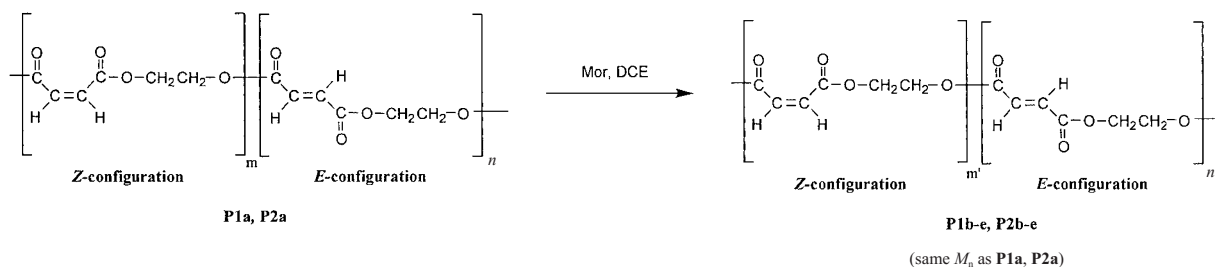 O O O H
C C–O–CH₂CH₂–O C
C=C C=C
H H H C–O–CH₂CH₂–O
O
m n
Z-configuration E-configuration
P1a, P2a
Mor, DCE
O O O H
C C–O–CH₂CH₂–O C
C=C C=C
H H H C–O–CH₂CH₂–O
O
m' n
Z-configuration E-configuration
P1b-e, P2b-e
(same Mₙ as P1a, P2a)